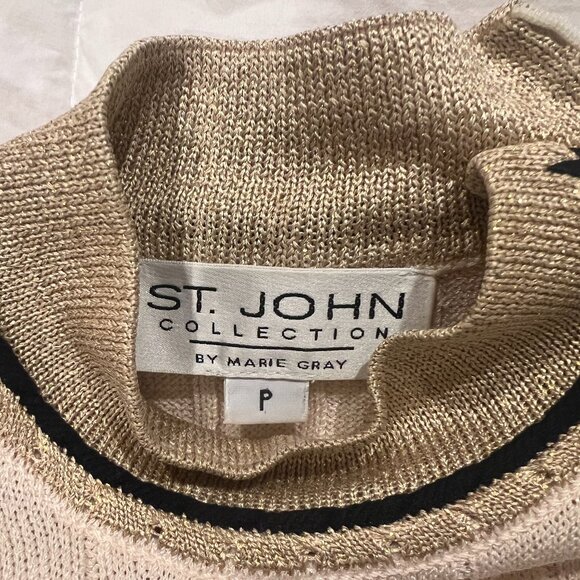 ST. JOHN
COLLECTION
BY MARIE GRAY
P